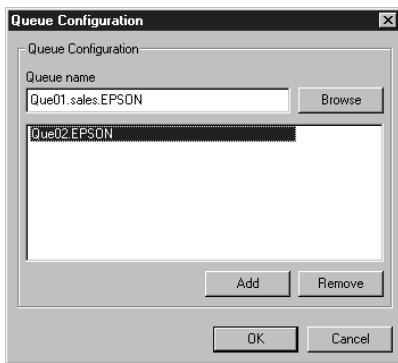 Queue Configuration
Queue Configuration
Queue name
Que01.sales.EPSON
Browse
Que02.EPSON
Add Remove
OK Cancel